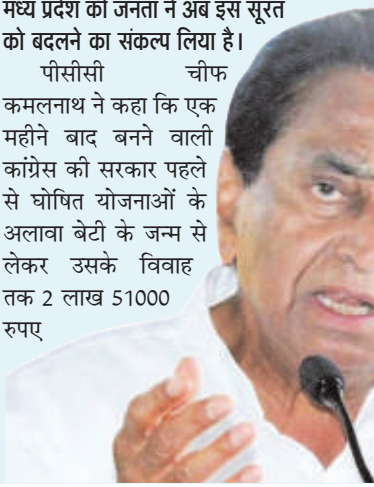 मध्य प्रदेश की जनता ने अब इस सूरत
को बदलने का संकल्प लिया है।
पीसीसी चीफ
कमलनाथ ने कहा कि एक
महीने बाद बनने वाली
कांग्रेस की सरकार पहले
से घोषित योजनाओं के
अलावा बेटी के जन्म से
लेकर उसके विवाह
तक 2 लाख 51000
रुपए